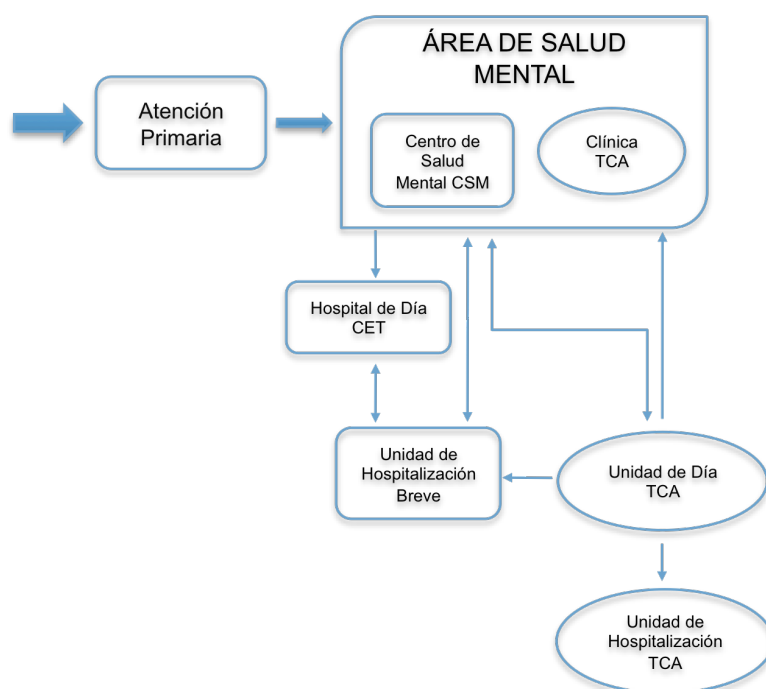 ÁREA DE SALUD
MENTAL
Atención
Primaria
Centro de
Salud
Mental CSM
Clínica
TCA
Hospital de Día
CET
Unidad de
Hospitalización
Breve
Unidad de Día
TCA
Unidad de
Hospitalización
TCA